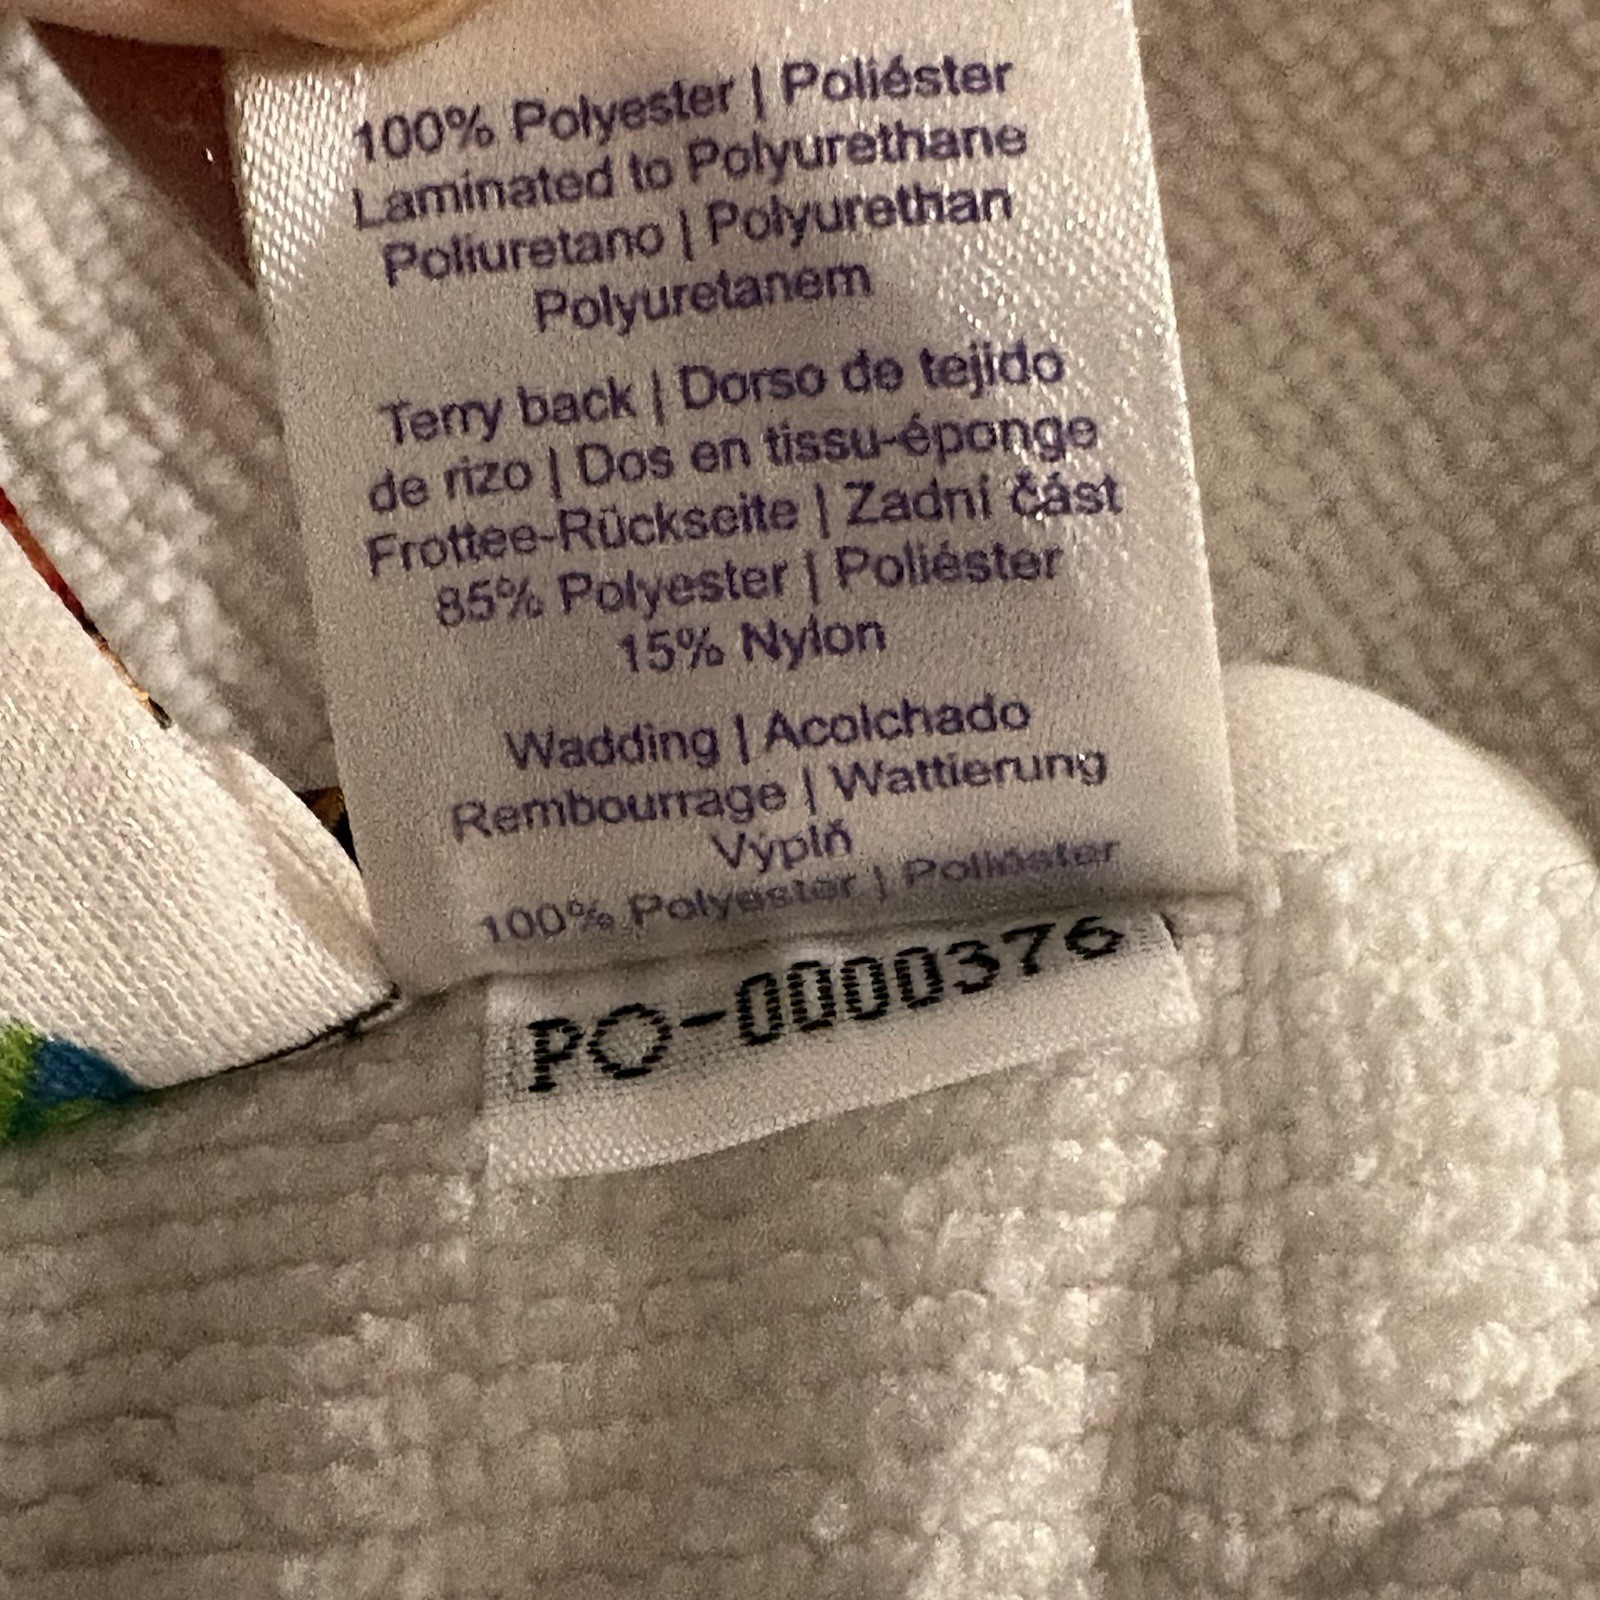 100% Polyester | Poliéster
Laminated to Polyurethane
Poliuretano | Polyurethan
Polyuretanem
Terry back | Dorso de tejido
de rizo | Dos en tissu-éponge
Frottee-Rückseite | Zadní část
85% Polyester | Poliéster
15% Nylon
Wadding | Acolchado
Rembourrage | Wattierung
Výplň
100% Polyester | Poliéster
PO-0000376